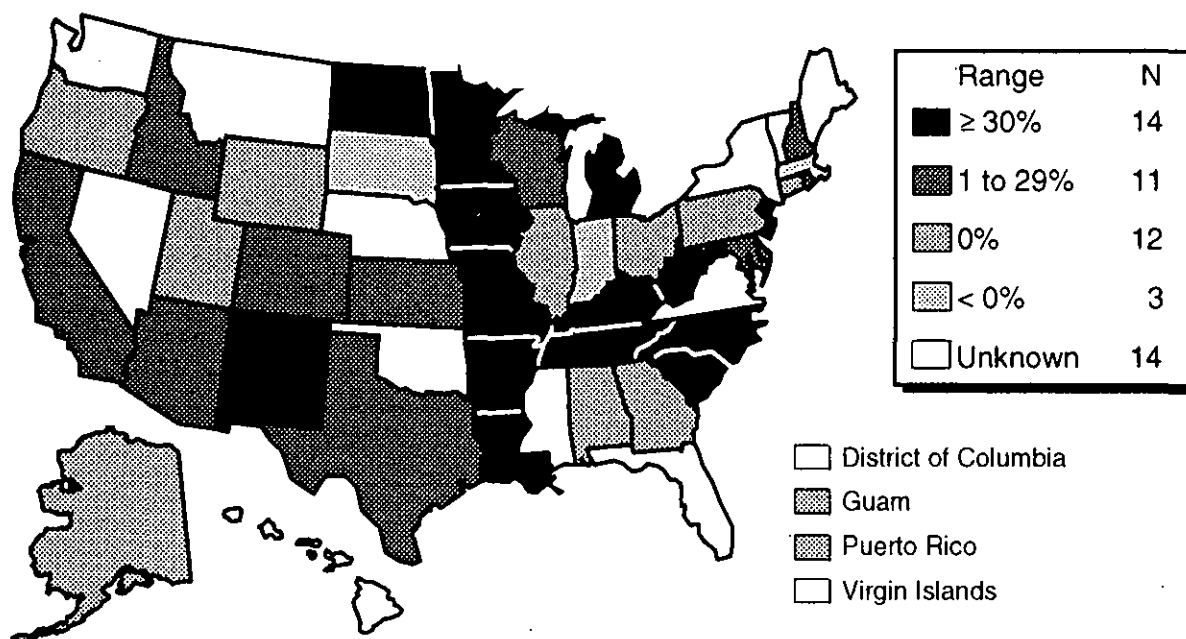 Range N
≥ 30% 14
1 to 29% 11
0% 12
< 0% 3
Unknown 14
District of Columbia
Guam
Puerto Rico
Virgin Islands